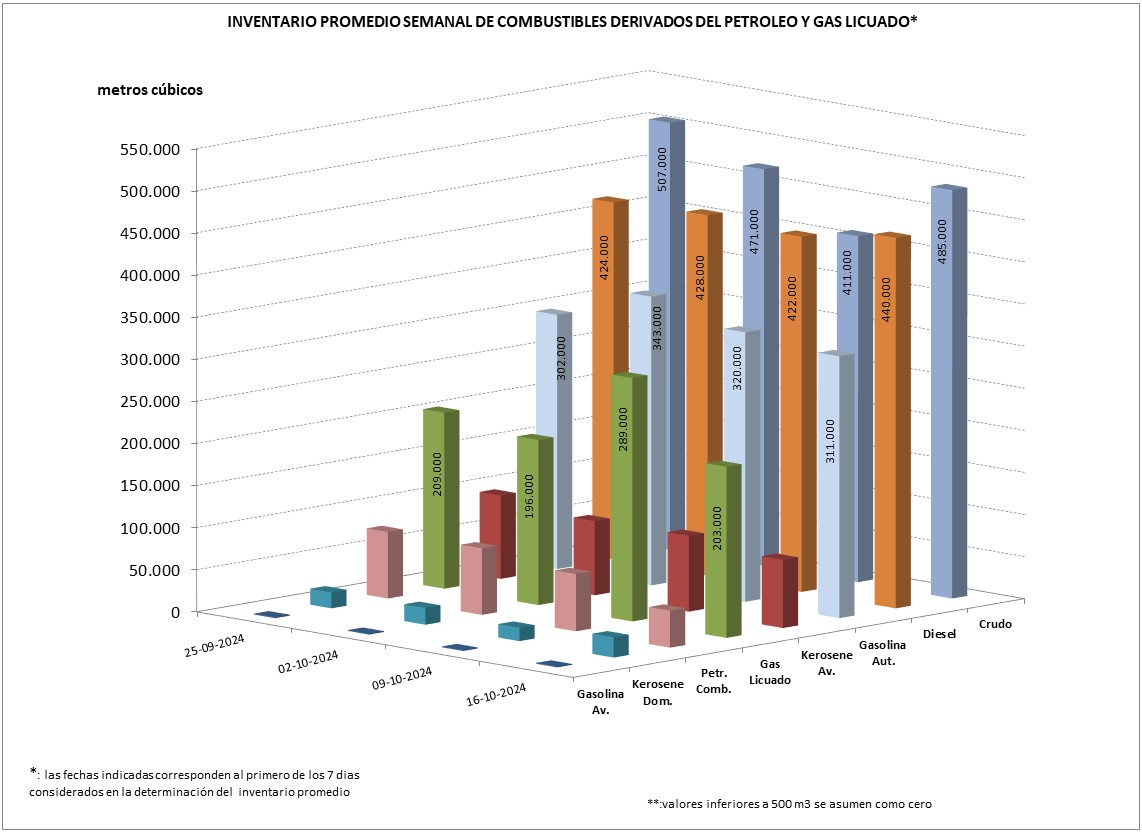 INVENTARIO PROMEDIO SEMANAL DE COMBUSTIBLES DERIVADOS DEL PETROLEO Y GAS LICUADO*
metros cúbicos
550.000
500.000
450.000
400.000
350.000
300.000
250.000
200.000
150.000
100.000
50.000
0
507.000
471.000
411.000
485.000
424.000
428.000
422.000
440.000
302.000
343.000
320.000
311.000
209.000
196.000
289.000
203.000
25-09-2024
02-10-2024
09-10-2024
16-10-2024
Gasolina
Av.
Kerosene
Dom.
Petr.
Comb.
Gas
Licuado
Kerosene
Av.
Gasolina
Aut.
Diesel
Crudo
*: las fechas indicadas corresponden al primero de los 7 dias
considerados en la determinación del inventario promedio
**:valores inferiores a 500 m3 se asumen como cero